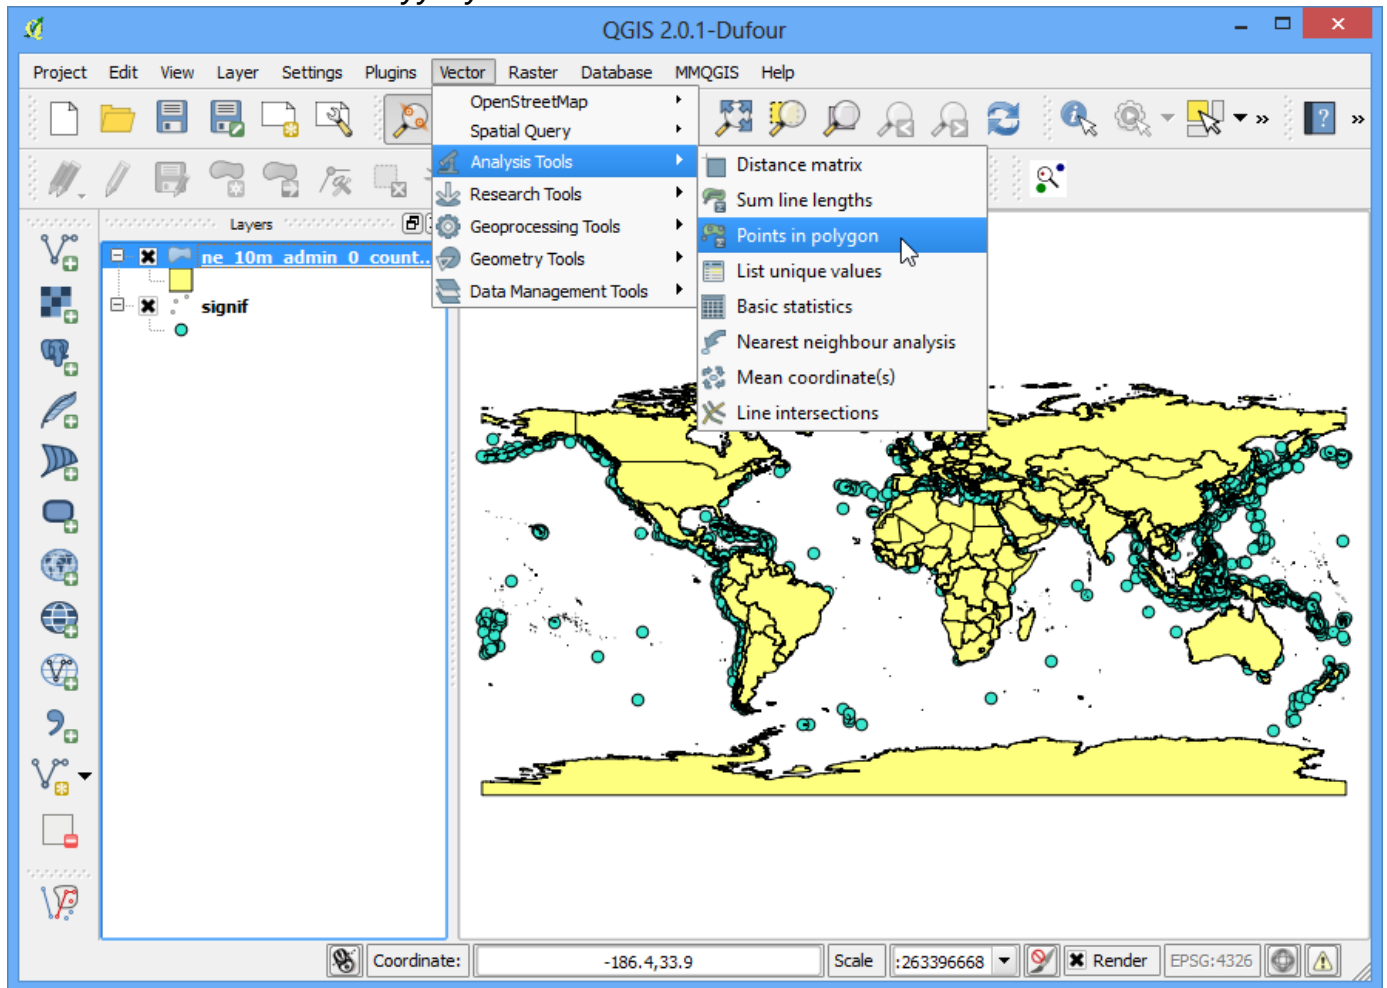 QGIS 2.0.1-Dufour
Project Edit View Layer Settings Plugins Vector Raster Database MMQGIS Help
OpenStreetMap
Spatial Query
Analysis Tools
Research Tools
Geoprocessing Tools
Geometry Tools
Data Management Tools
Distance matrix
Sum line lengths
Points in polygon
List unique values
Basic statistics
Nearest neighbour analysis
Mean coordinate(s)
Line intersections
Layers
ne_10m_admin_0_count...
signif
Coordinate: -186.4,33.9 Scale :263396668 Render EPSG:4326